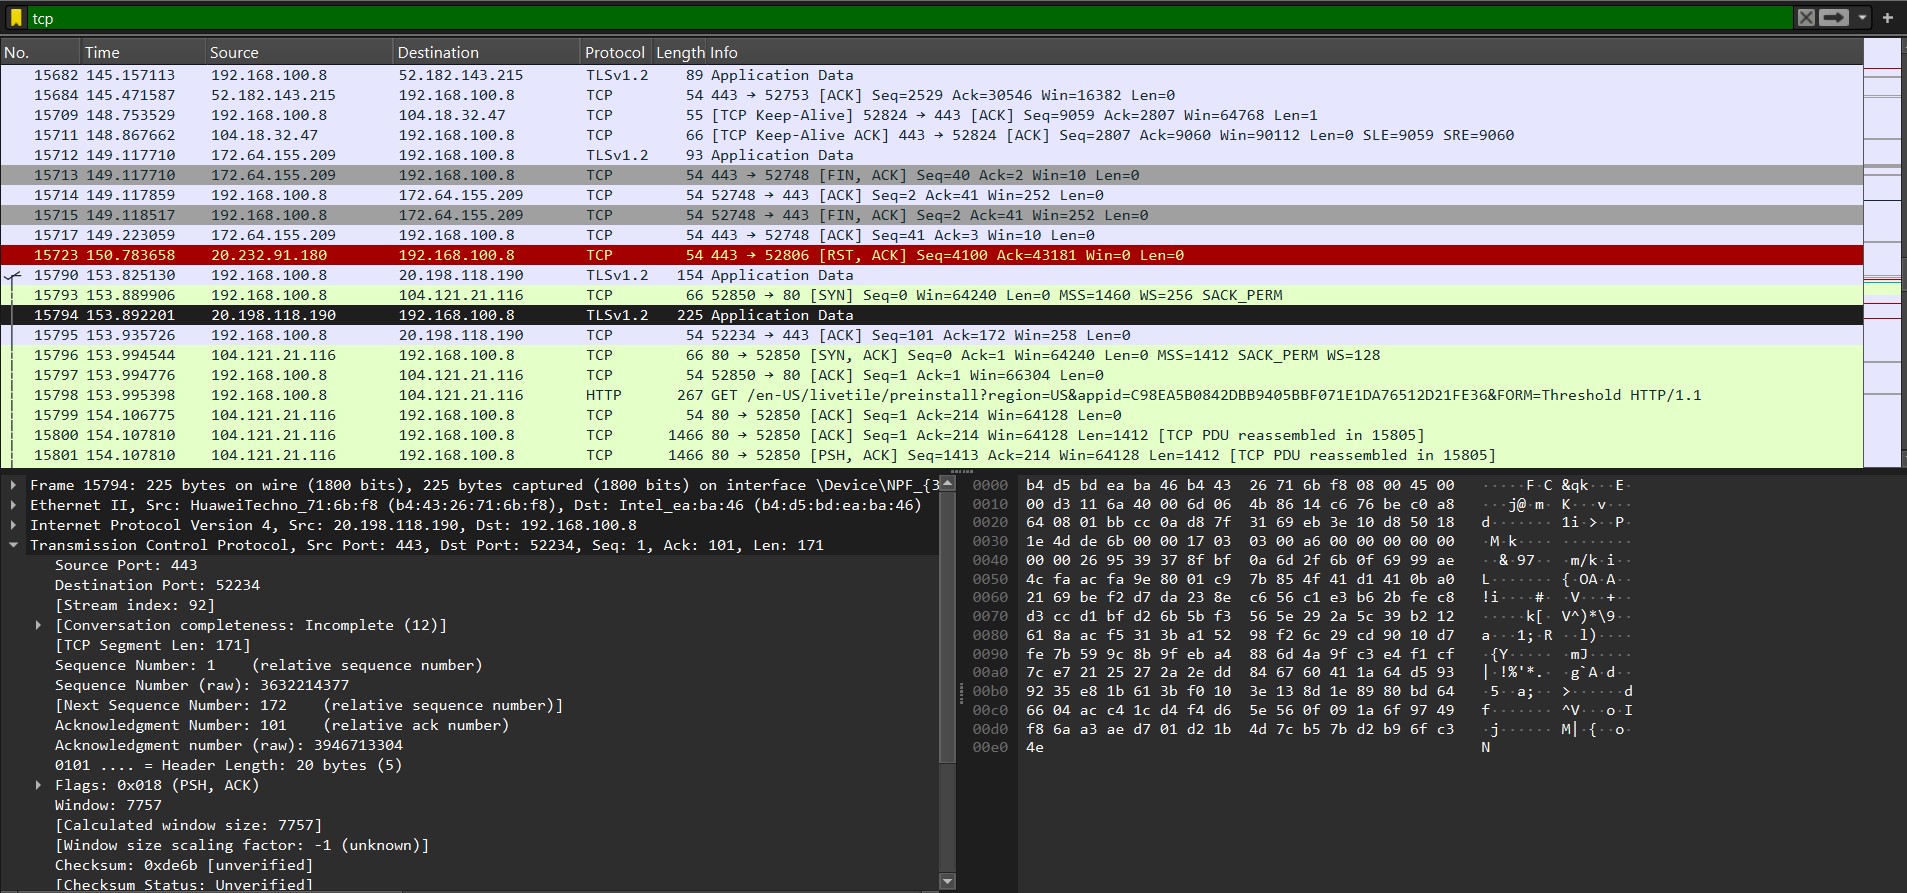 tcp
No. Time Source Destination Protocol Length Info
15682 145.157113 192.168.100.8 52.182.143.215 TLSv1.2 89 Application Data
15684 145.471587 52.182.143.215 192.168.100.8 TCP 54 443 → 52753 [ACK] Seq=2529 Ack=30546 Win=16382 Len=0
15709 148.753529 192.168.100.8 104.18.32.47 TCP 55 [TCP Keep-Alive] 52824 → 443 [ACK] Seq=9059 Ack=2807 Win=64768 Len=1
15711 148.867662 104.18.32.47 192.168.100.8 TCP 66 [TCP Keep-Alive ACK] 443 → 52824 [ACK] Seq=2807 Ack=9060 Win=90112 Len=0 SLE=9059 SRE=9060
15712 149.117710 172.64.155.209 192.168.100.8 TLSv1.2 93 Application Data
15713 149.117710 172.64.155.209 192.168.100.8 TCP 54 443 → 52748 [FIN, ACK] Seq=40 Ack=2 Win=10 Len=0
15714 149.117859 192.168.100.8 172.64.155.209 TCP 54 52748 → 443 [ACK] Seq=2 Ack=41 Win=252 Len=0
15715 149.118517 192.168.100.8 172.64.155.209 TCP 54 52748 → 443 [FIN, ACK] Seq=2 Ack=41 Win=252 Len=0
15717 149.223059 172.64.155.209 192.168.100.8 TCP 54 443 → 52748 [ACK] Seq=41 Ack=3 Win=10 Len=0
15723 150.783658 20.232.91.180 192.168.100.8 TCP 54 443 → 52806 [RST, ACK] Seq=4100 Ack=43181 Win=0 Len=0
15790 153.825130 192.168.100.8 20.198.118.190 TLSv1.2 154 Application Data
15793 153.889906 192.168.100.8 104.121.21.116 TCP 66 52850 → 80 [SYN] Seq=0 Win=64240 Len=0 MSS=1460 WS=256 SACK_PERM
15794 153.892201 20.198.118.190 192.168.100.8 TLSv1.2 225 Application Data
15795 153.935726 192.168.100.8 20.198.118.190 TCP 54 52234 → 443 [ACK] Seq=101 Ack=172 Win=258 Len=0
15796 153.994544 104.121.21.116 192.168.100.8 TCP 66 80 → 52850 [SYN, ACK] Seq=0 Ack=1 Win=64240 Len=0 MSS=1412 SACK_PERM WS=128
15797 153.994776 192.168.100.8 104.121.21.116 TCP 54 52850 → 80 [ACK] Seq=1 Ack=1 Win=66304 Len=0
15798 153.995398 192.168.100.8 104.121.21.116 HTTP 267 GET /en-US/livetile/preinstall?region=US&appid=C98EA5B0842DBB9405BBF071E1DA76512D21FE36&FORM=Threshold HTTP/1.1
15799 154.106775 104.121.21.116 192.168.100.8 TCP 54 80 → 52850 [ACK] Seq=1 Ack=214 Win=64128 Len=0
15800 154.107810 104.121.21.116 192.168.100.8 TCP 1466 80 → 52850 [ACK] Seq=1 Ack=214 Win=64128 Len=1412 [TCP PDU reassembled in 15805]
15801 154.107810 104.121.21.116 192.168.100.8 TCP 1466 80 → 52850 [PSH, ACK] Seq=1413 Ack=214 Win=64128 Len=1412 [TCP PDU reassembled in 15805]
Frame 15794: 225 bytes on wire (1800 bits), 225 bytes captured (1800 bits) on interface \Device\NPF_{3
Ethernet II, Src: HuaweiTechno_71:6b:f8 (b4:43:26:71:6b:f8), Dst: Intel_ea:ba:46 (b4:d5:bd:ea:ba:46)
Internet Protocol Version 4, Src: 20.198.118.190, Dst: 192.168.100.8
Transmission Control Protocol, Src Port: 443, Dst Port: 52234, Seq: 1, Ack: 101, Len: 171
Source Port: 443
Destination Port: 52234
[Stream index: 92]
[Conversation completeness: Incomplete (12)]
[TCP Segment Len: 171]
Sequence Number: 1 (relative sequence number)
Sequence Number (raw): 3632214377
[Next Sequence Number: 172 (relative sequence number)]
Acknowledgment Number: 101 (relative ack number)
Acknowledgment number (raw): 3946713304
0101 .... = Header Length: 20 bytes (5)
Flags: 0x018 (PSH, ACK)
Window: 7757
[Calculated window size: 7757]
[Window size scaling factor: -1 (unknown)]
Checksum: 0xde6b [unverified]
[Checksum Status: Unverified]
0000 b4 d5 bd ea ba 46 b4 43 26 71 6b f8 08 00 45 00 ·····F·C &qk···E·
0010 00 d3 11 6a 40 00 6d 06 4b 86 14 c6 76 be c0 a8 ···j@·m· K···v···
0020 64 08 01 bb cc 0a d8 7f 31 69 eb 3e 10 d8 50 18 d······· 1i·>··P·
0030 1e 4d de 6b 00 00 17 03 03 00 a6 00 00 00 00 00 ·M·k···· ········
0040 00 00 26 95 39 37 8f bf 0a 6d 2f 6b 0f 69 99 ae ··&·97·· ·m/k·i··
0050 4c fa ac fa 9e 80 01 c9 7b 85 4f 41 d1 41 0b a0 L······· {·OA·A··
0060 21 69 be f2 d7 da 23 8e c6 56 c1 e3 b6 2b fe c8 !i····#· ·V···+··
0070 d3 cc d1 bf d2 6b 5b f3 56 5e 29 2a 5c 39 b2 12 ·····k[· V^)*\9··
0080 61 8a ac f5 31 3b a1 52 98 f2 6c 29 cd 90 10 d7 a···1;·R ··l)····
0090 fe 7b 59 9c 8b 9f eb a4 88 6d 4a 9f c3 e4 f1 cf ·{Y····· ·mJ·····
00a0 7c e7 21 25 27 2a 2e dd 84 67 60 41 1a 64 d5 93 |·!%'*.· ·g`A·d··
00b0 92 35 e8 1b 61 3b f0 10 3e 13 8d 1e 89 80 bd 64 ·5··a;·· >······d
00c0 66 04 ac c4 1c d4 f4 d6 5e 56 0f 09 1a 6f 97 49 f······· ^V···o·I
00d0 f8 6a a3 ae d7 01 d2 1b 4d 7c b5 7b d2 b9 6f c3 ·j······ M|·{··o·
00e0 4e N